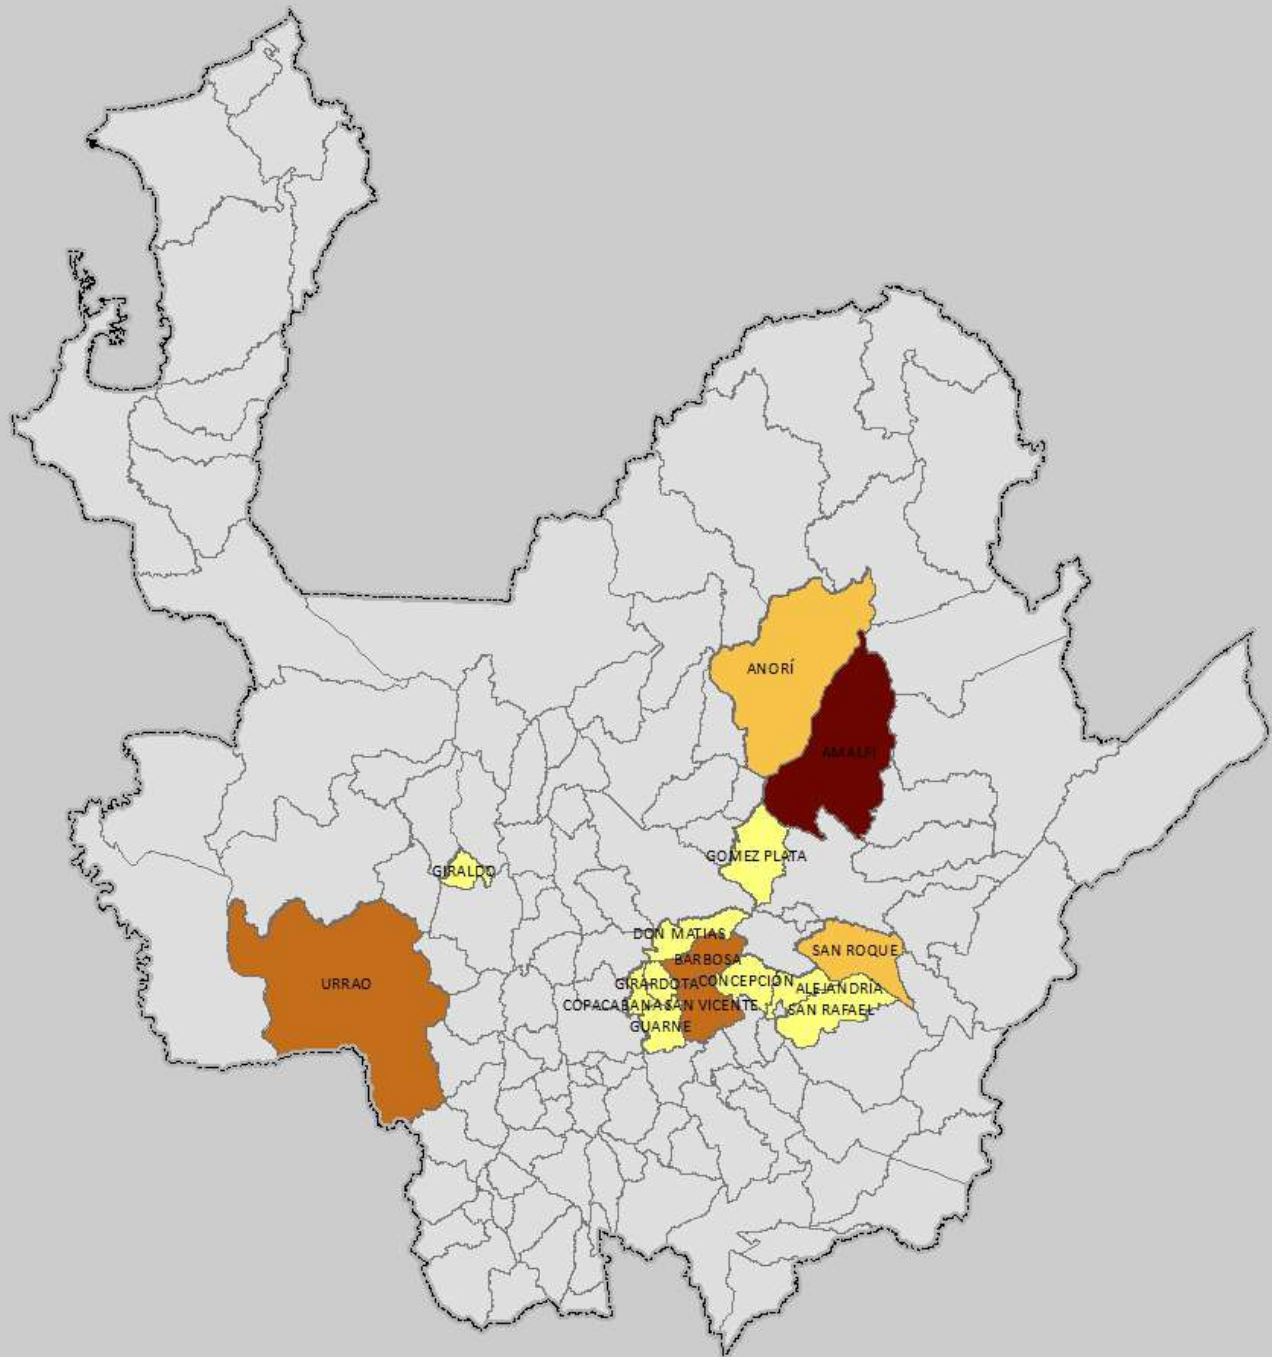 ANORÍ
AMALFI
GOMEZ PLATA
GIRALDO
DON MATIAS
SAN ROQUE
BARBOSA
URRAO
GIRARDOTA
CONCEPCIÓN
ALEJANDRIA
COPACABANA
SAN VICENTE
SAN RAFAEL
GUARNE